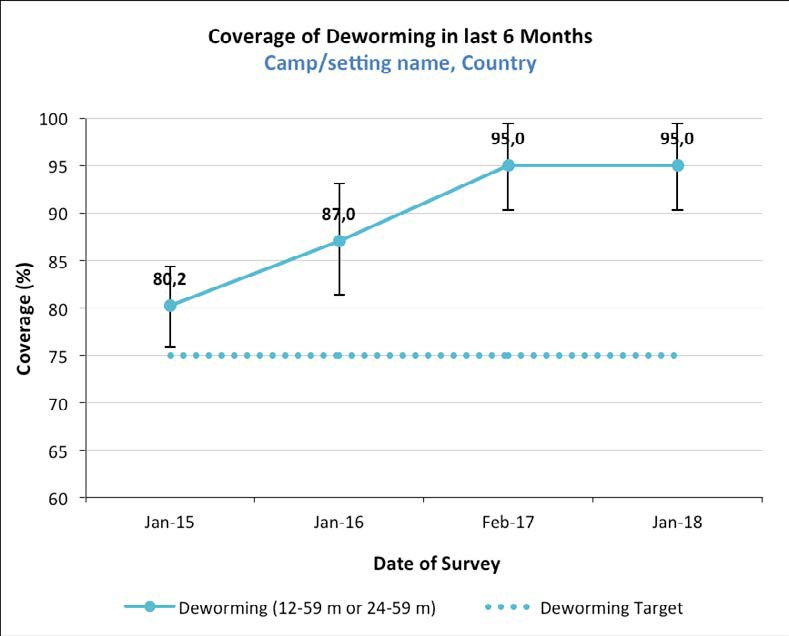 Coverage of Deworming in last 6 Months
Camp/setting name, Country
Coverage (%)
100
95
90
85
80
75
70
65
60
80,2
87,0
95,0
95,0
Jan-15
Jan-16
Feb-17
Jan-18
Date of Survey
Deworming (12-59 m or 24-59 m)
Deworming Target